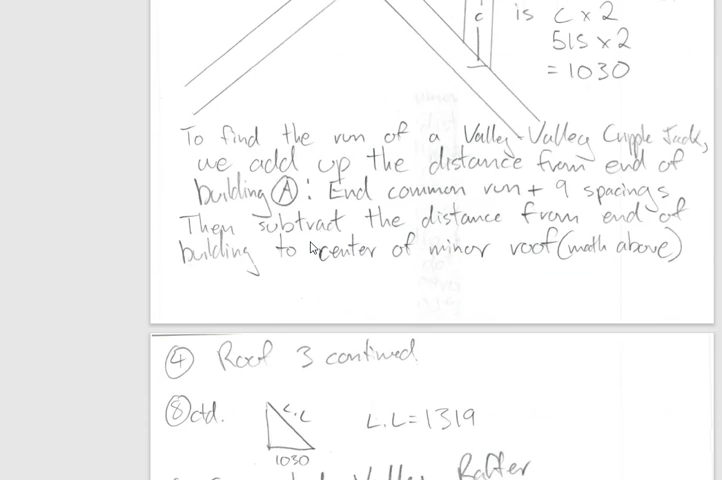 is C x 2
c
515 x 2
= 1030
To find the run of a Valley-Valley Cripple Jack,
we add up the distance from end of
building Ⓐ: End common run + 9 spacings
Then subtract the distance from end of
building to center of minor roof (math above)
④ Roof 3 continued
⑧ctd.
L.L
L.L=1319
1030
Valley Rafter